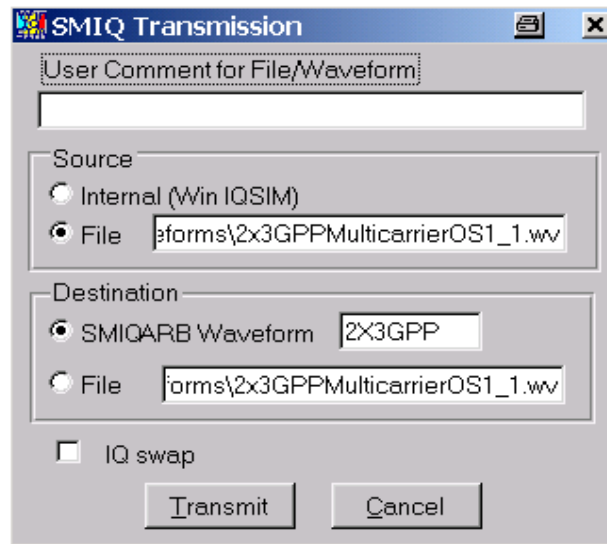 SMIQ Transmission
User Comment for File/Waveform
Source
Internal (Win IQSIM)
File eforms\2x3GPPMulticarrierOS1_1.wv
Destination
SMIQARB Waveform 2X3GPP
File forms\2x3GPPMulticarrierOS1_1.wv
IQ swap
Transmit Cancel